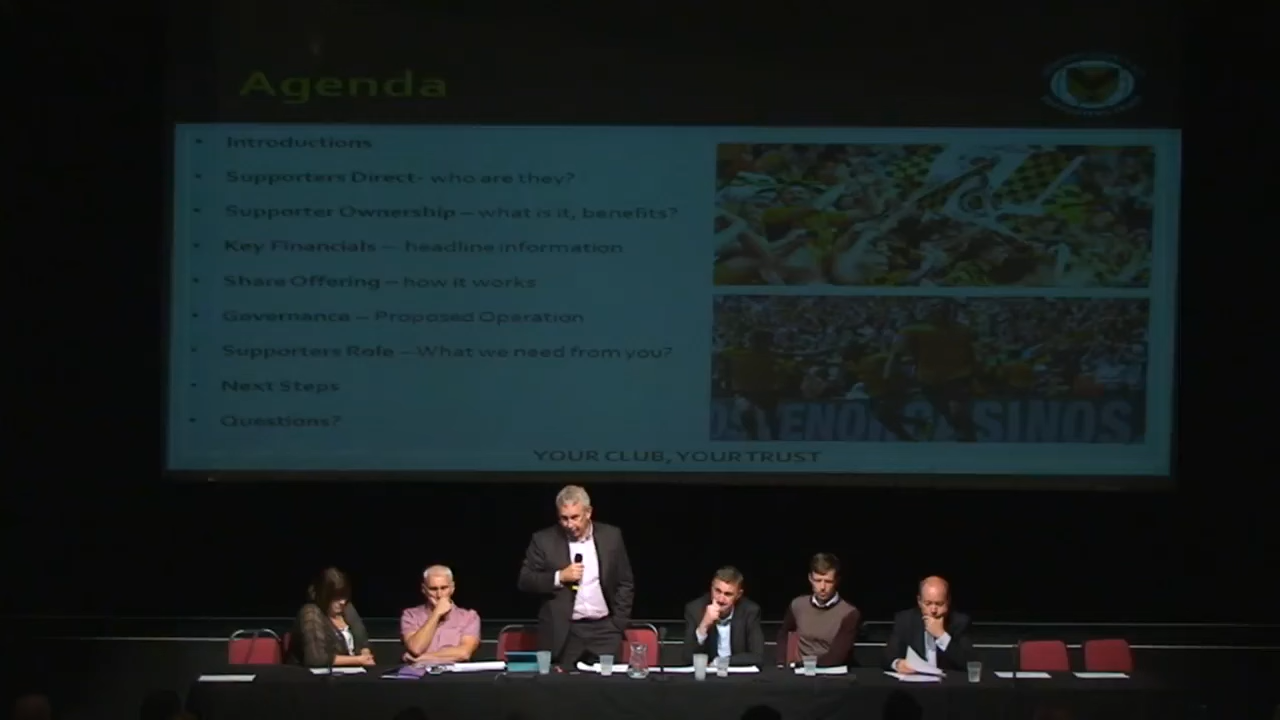 Agenda
• Introductions
• Supporters Direct- who are they?
• Supporter Ownership – what is it, benefits?
• Key Financials – headline information
• Share Offering – how it works
• Governance – Proposed Operation
• Supporters Role – What we need from you?
• Next Steps
• Questions?
SINOS
YOUR CLUB, YOUR TRUST